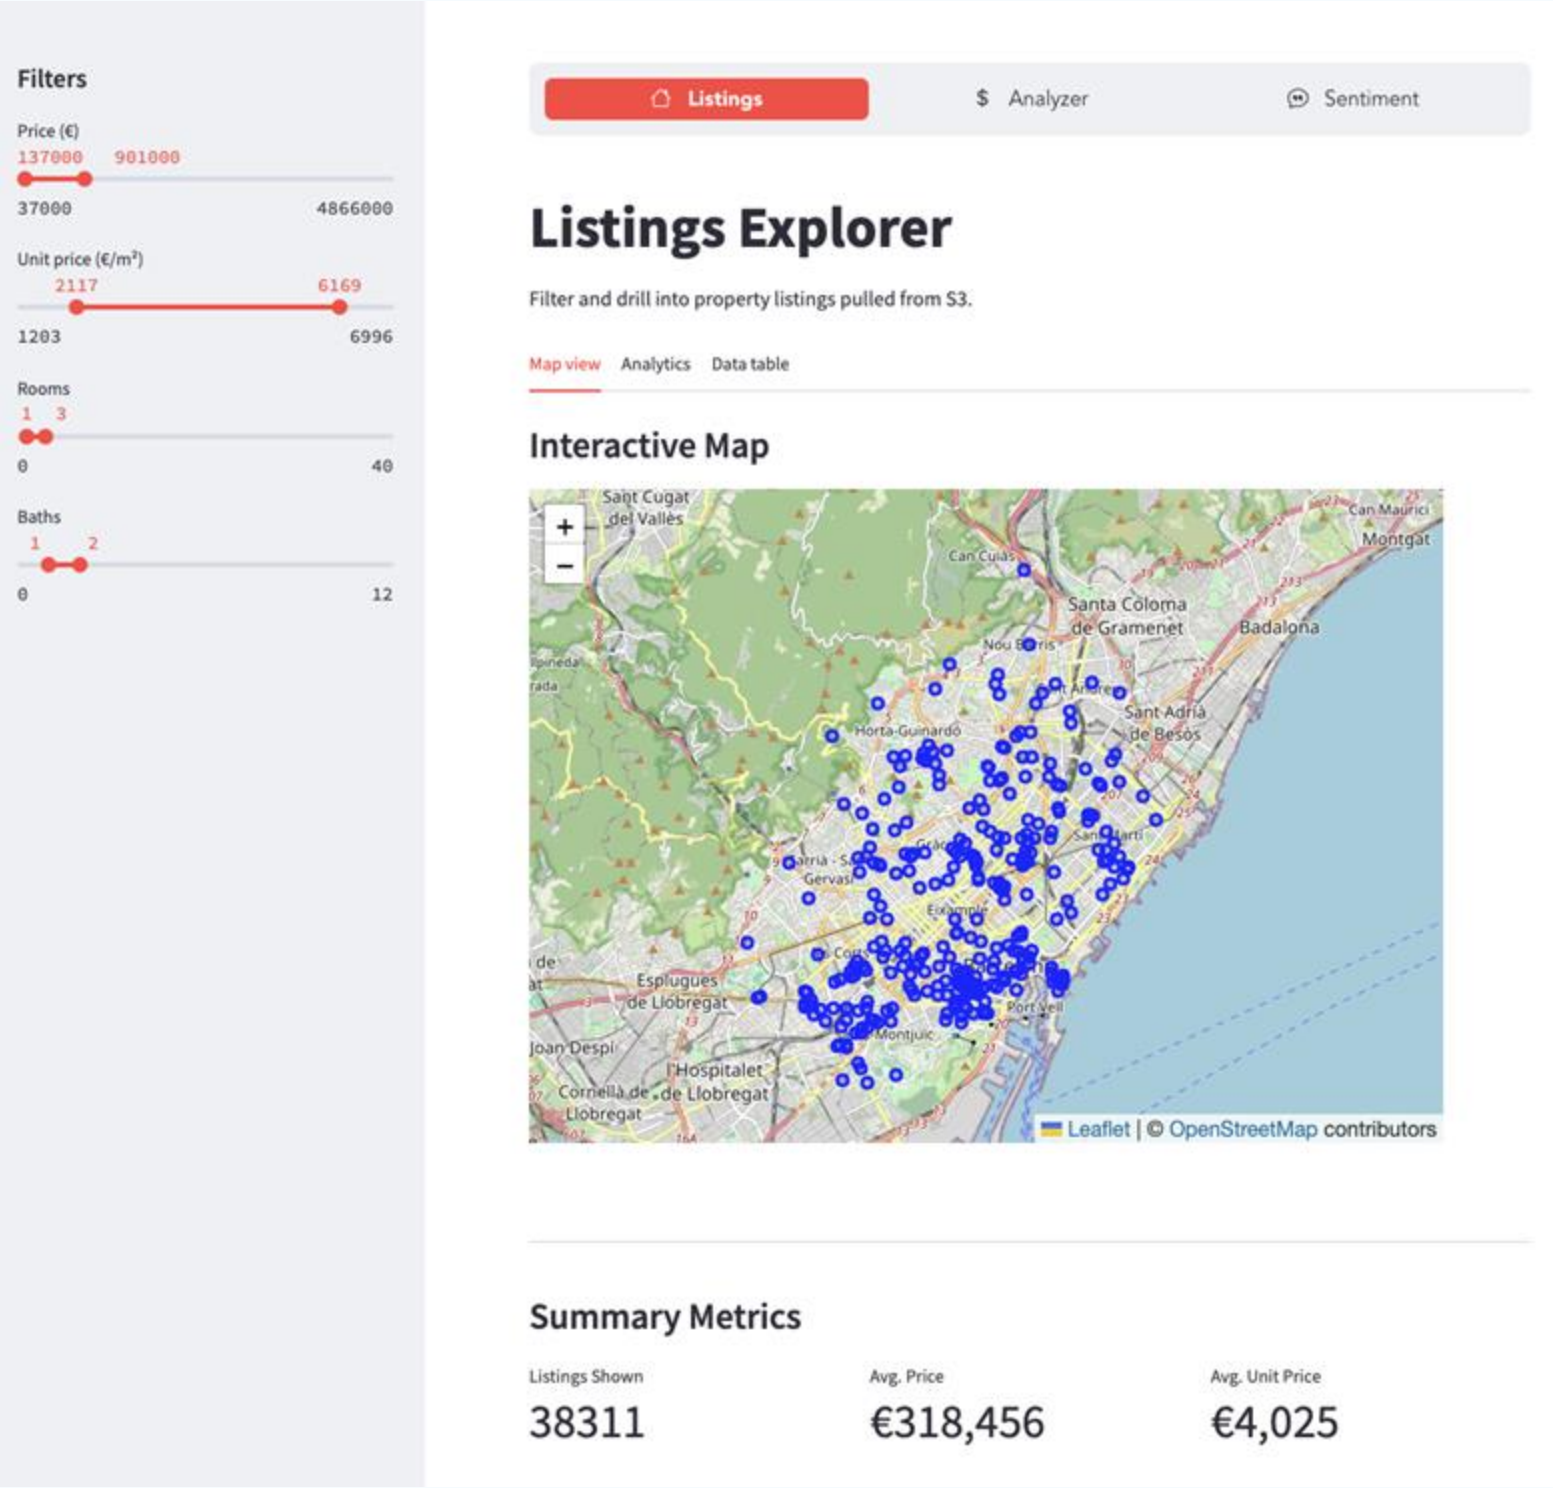 Filters
Price (€)
137000 901000
37000 4866000
Unit price (€/m²)
2117 6169
1203 6996
Rooms
1 3
0 40
Baths
1 2
0 12
Listings
$ Analyzer
Sentiment
Listings Explorer
Filter and drill into property listings pulled from S3.
Map view Analytics Data table
Interactive Map
+
−
Sant Cugat
del Vallès
Can Cuiàs
Can Maurici
Montgat
Santa Coloma
de Gramenet
Badalona
Sant Adrià
de Besòs
Horta-Guinardó
Gervasi
Eixample
Esplugues
de Llobregat
Port Vell
Montjuïc
Joan Despí
l'Hospitalet
de Llobregat
Cornellà de
Llobregat
Leaflet | © OpenStreetMap contributors
Summary Metrics
Listings Shown
38311
Avg. Price
€318,456
Avg. Unit Price
€4,025